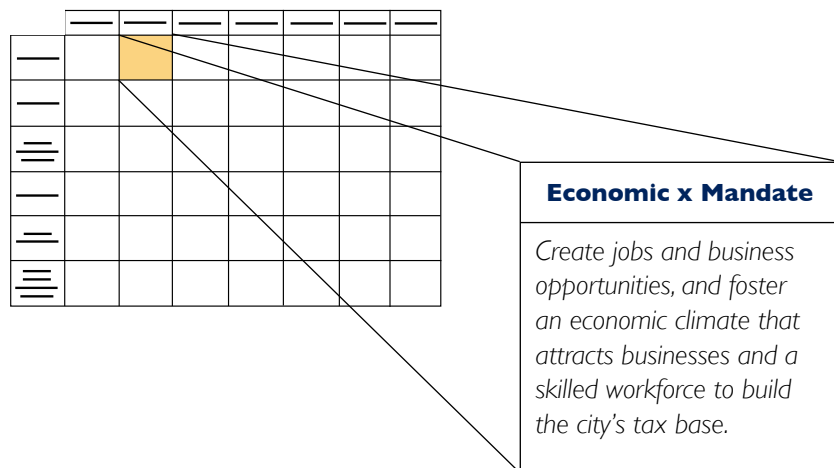 Economic x Mandate
Create jobs and business
opportunities, and foster
an economic climate that
attracts businesses and a
skilled workforce to build
the city's tax base.